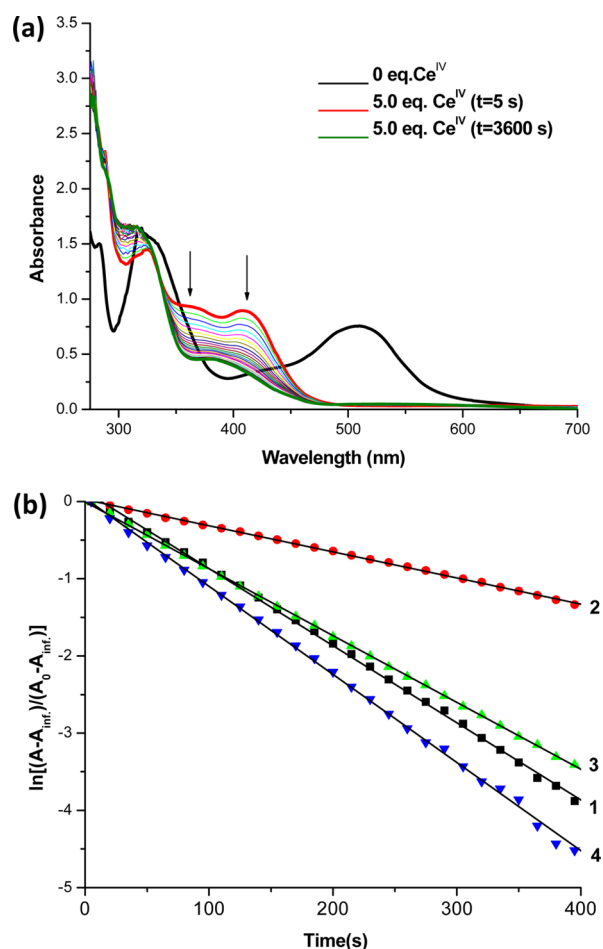 (a)
3.5
3.0
2.5
2.0
1.5
1.0
0.5
0.0
Absorbance
0 eq.Ce^IV
5.0 eq. Ce^IV (t=5 s)
5.0 eq. Ce^IV (t=3600 s)
300 400 500 600 700
Wavelength (nm)
(b)
0
-1
-2
-3
-4
-5
ln[(A-A_inf.)/(A_0-A_inf.)]
2
3
1
4
0 100 200 300 400
Time(s)